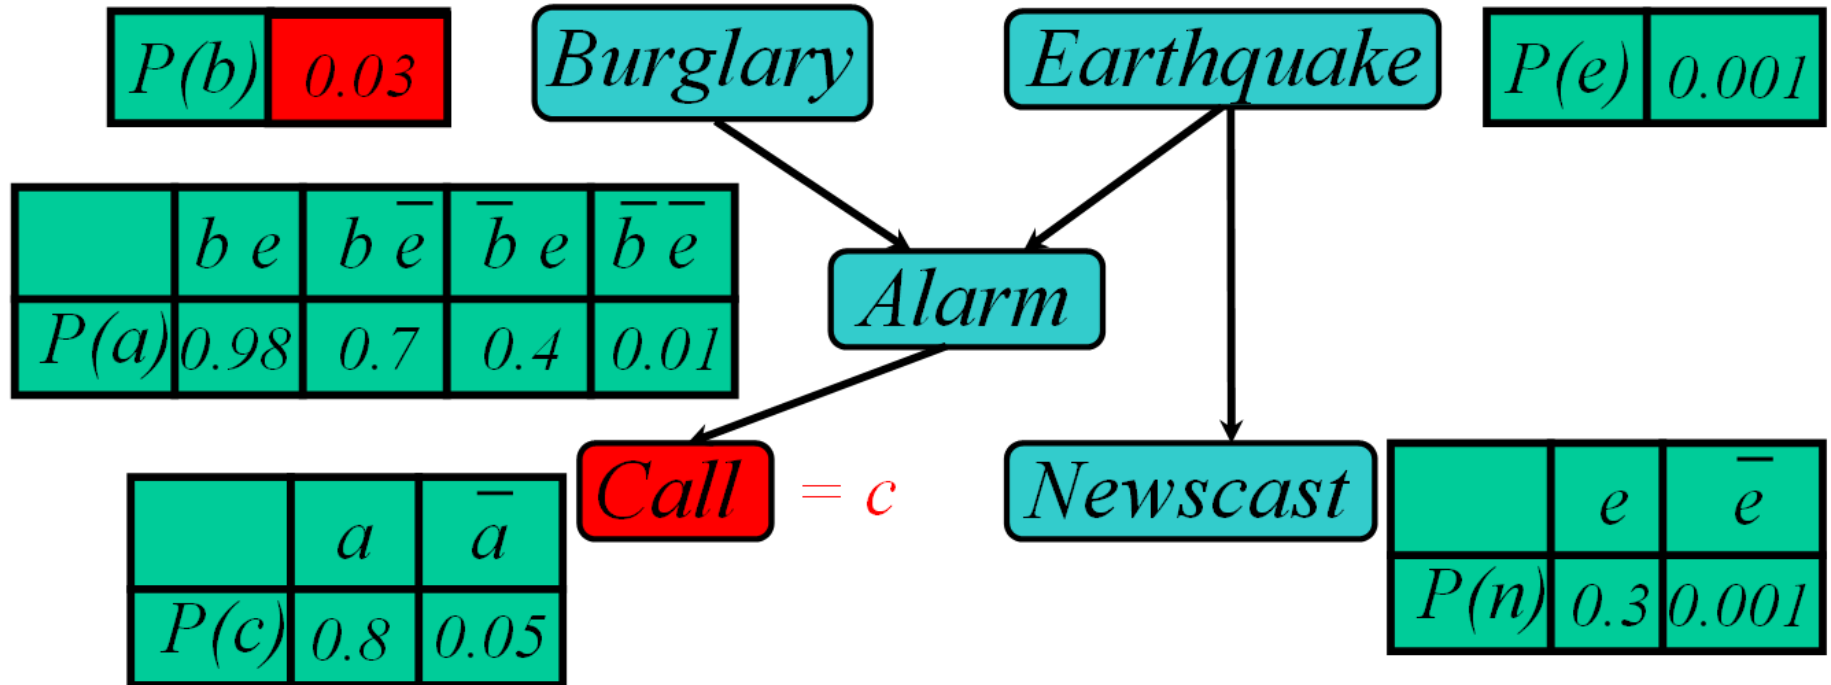 P(b) 0.03
Burglary
Earthquake
P(e) 0.001
b e b e̅ b̅ e b̅ e̅
P(a) 0.98 0.7 0.4 0.01
Alarm
Call = c
Newscast
a a̅
P(c) 0.8 0.05
e e̅
P(n) 0.3 0.001